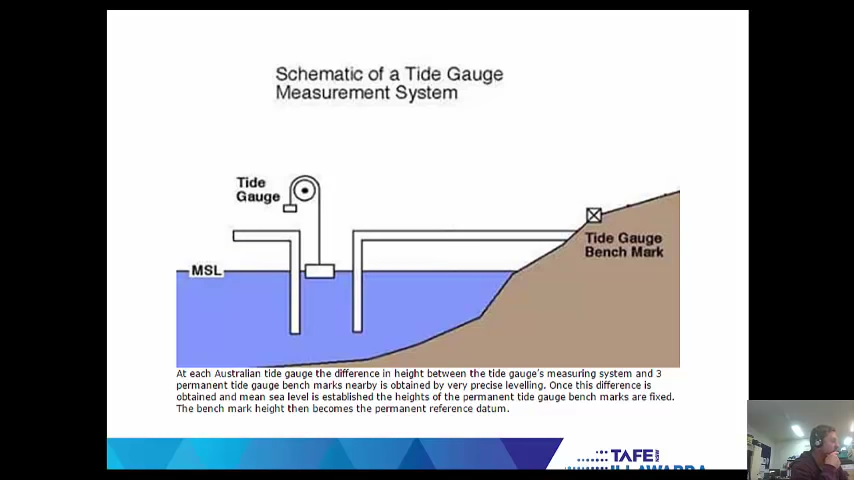 Schematic of a Tide Gauge
Measurement System
Tide
Gauge
MSL
Tide Gauge
Bench Mark
At each Australian tide gauge the difference in height between the tide gauge's measuring system and 3
permanent tide gauge bench marks nearby is obtained by very precise levelling. Once this difference is
obtained and mean sea level is established the heights of the permanent tide gauge bench marks are fixed.
The bench mark height then becomes the permanent reference datum.
TAFE NSW
ILLAWARRA